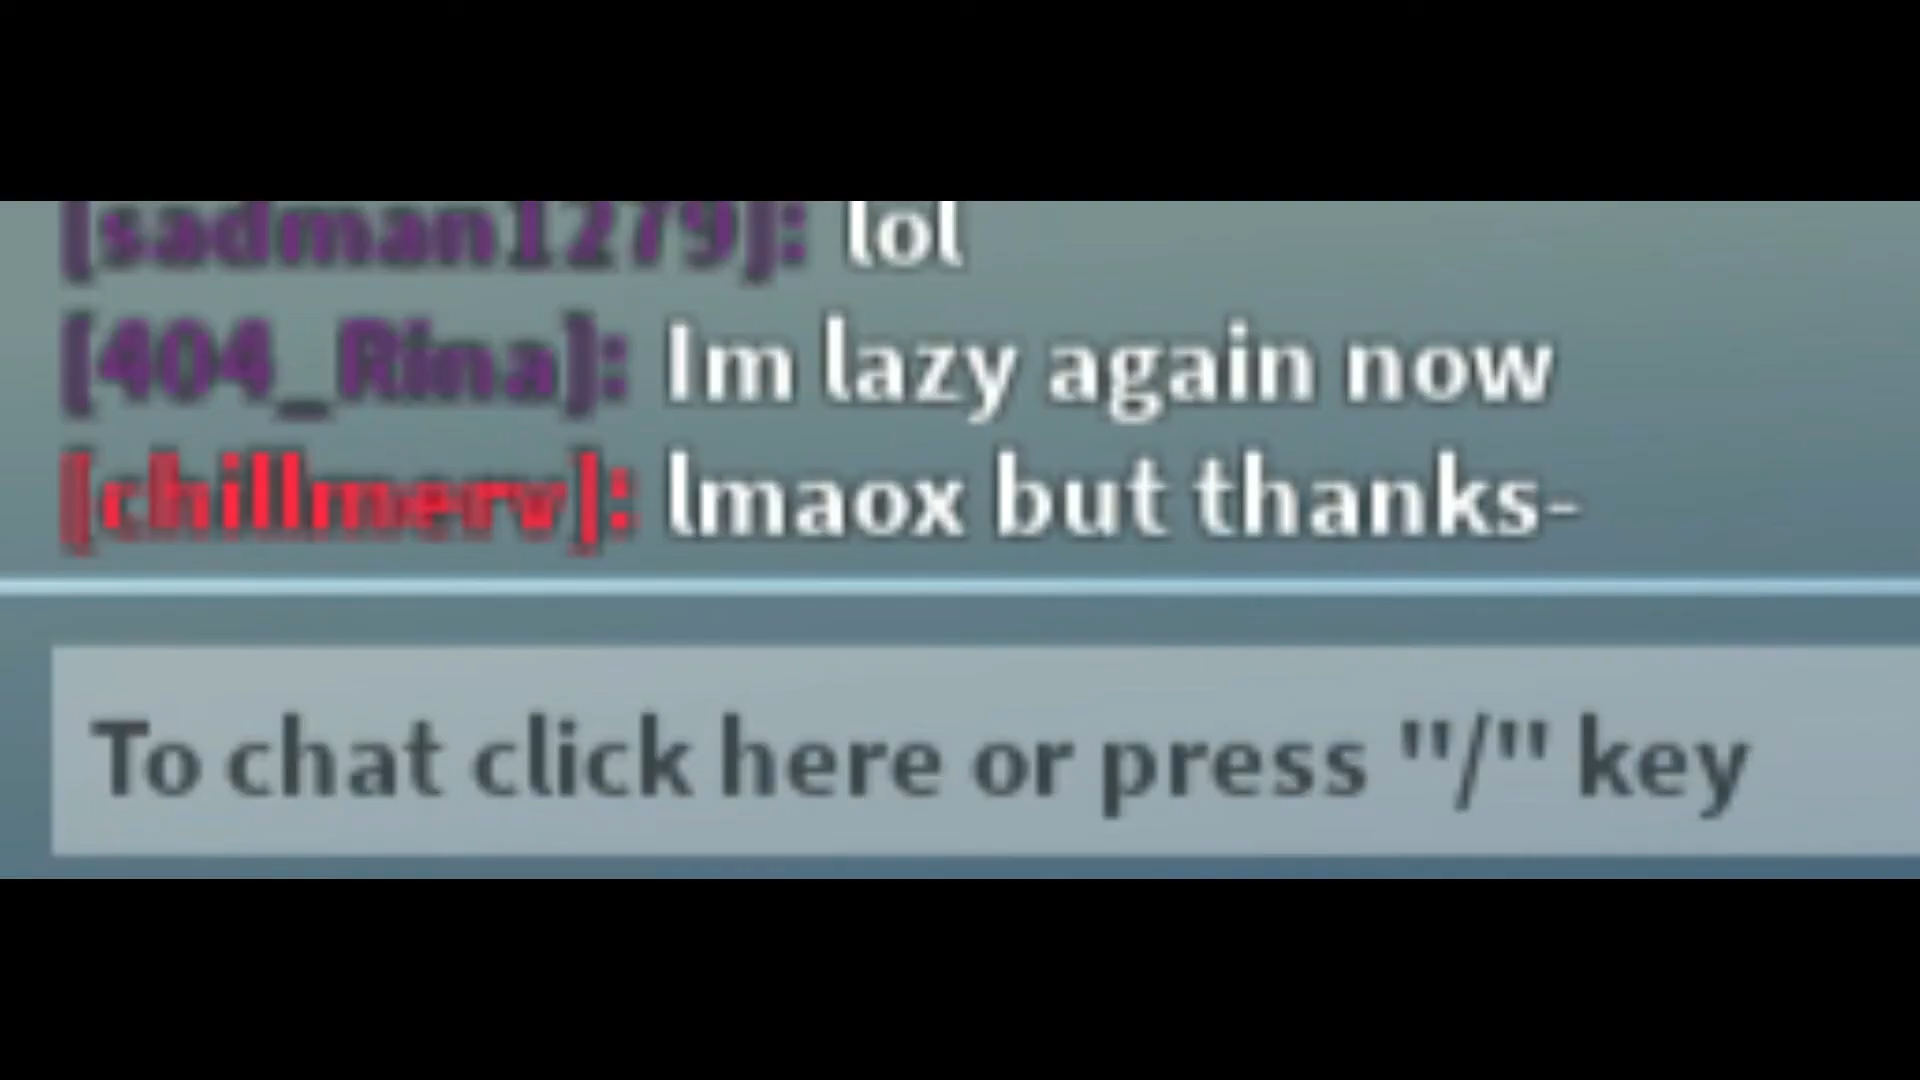 [sadman1279]: lol
[404_Rina]: Im lazy again now
[chillmerv]: lmaox but thanks-
To chat click here or press "/" key